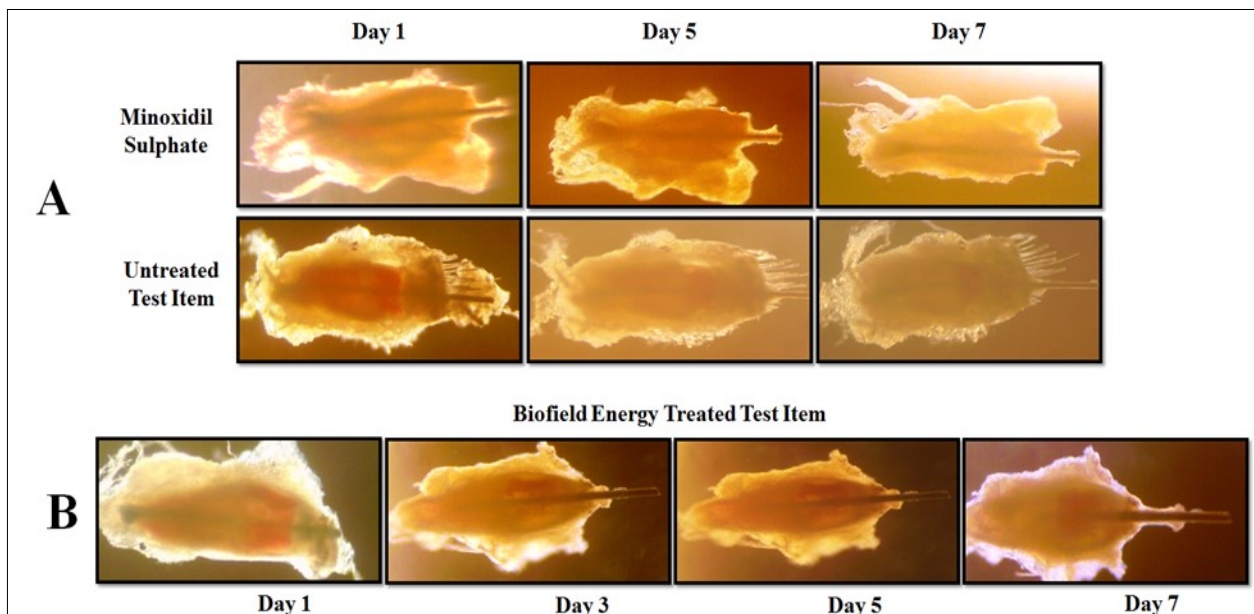 Day 1 Day 5 Day 7
Minoxidil
Sulphate
A
Untreated
Test Item
Biofield Energy Treated Test Item
B
Day 1 Day 3 Day 5 Day 7